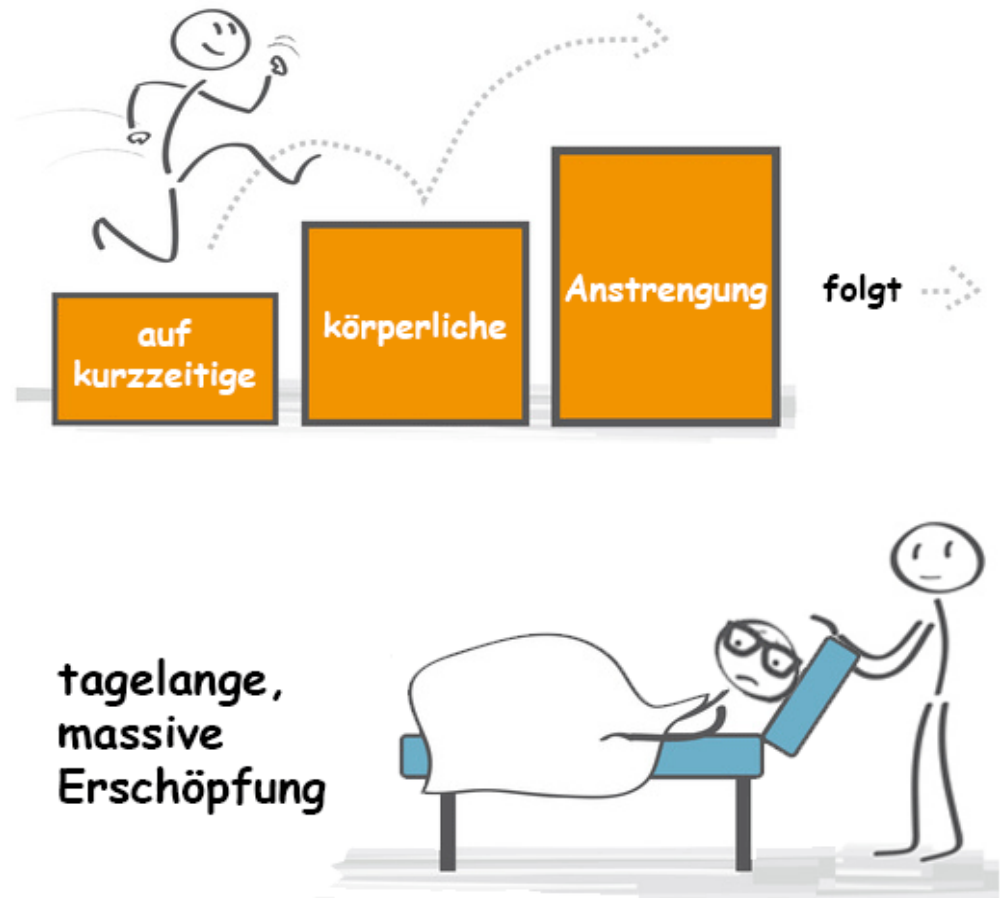 auf
kurzzeitige
körperliche
Anstrengung
folgt
tagelange,
massive
Erschöpfung